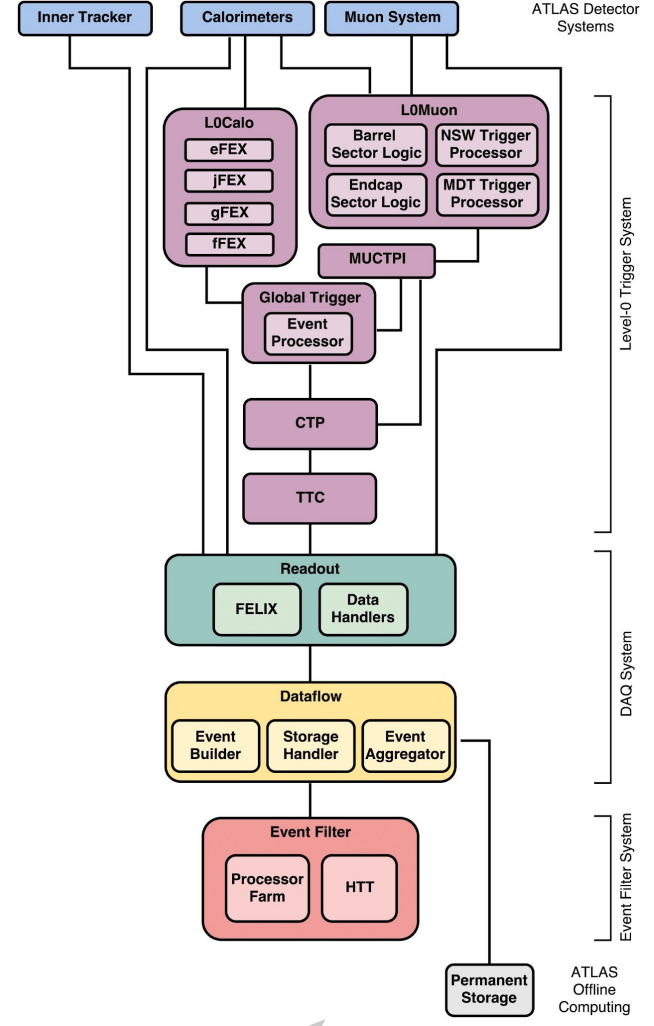 Inner Tracker
Calorimeters
Muon System
ATLAS Detector
Systems
L0Calo
eFEX
jFEX
gFEX
fFEX
L0Muon
Barrel
Sector Logic
NSW Trigger
Processor
Endcap
Sector Logic
MDT Trigger
Processor
MUCTPI
Global Trigger
Event
Processor
CTP
TTC
Level-0 Trigger System
Readout
FELIX
Data
Handlers
Dataflow
Event
Builder
Storage
Handler
Event
Aggregator
DAQ System
Event Filter
Processor
Farm
HTT
Event Filter System
Permanent
Storage
ATLAS
Offline
Computing